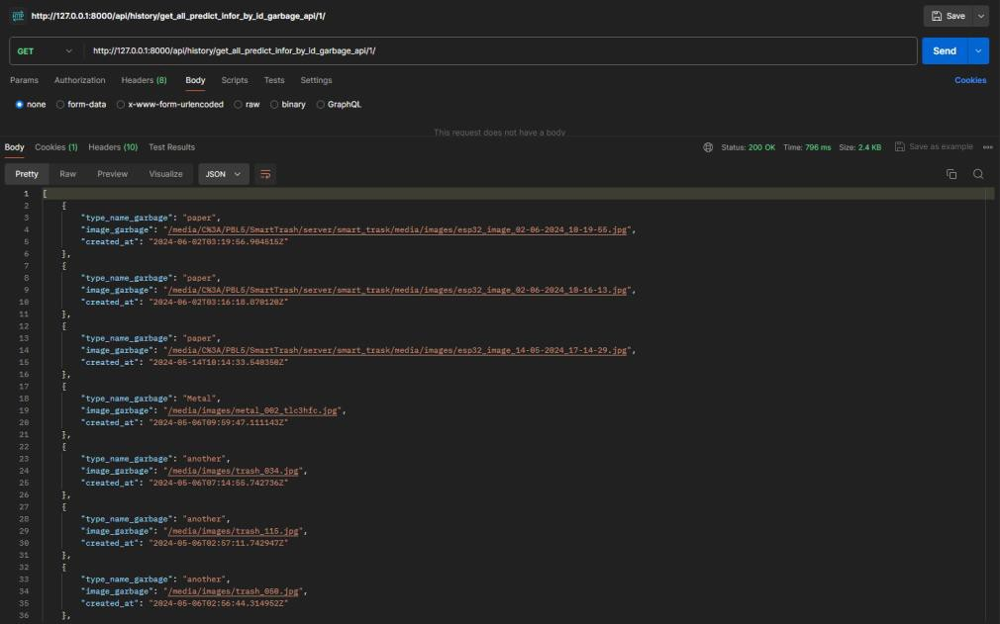 HTTP http://127.0.0.1:8000/api/history/get_all_predict_infor_by_id_garbage_api/1/ Save
GET http://127.0.0.1:8000/api/history/get_all_predict_infor_by_id_garbage_api/1/ Send
Params Authorization Headers (8) Body Scripts Tests Settings Cookies
none form-data x-www-form-urlencoded raw binary GraphQL
This request does not have a body
Body Cookies (1) Headers (10) Test Results Status: 200 OK Time: 796 ms Size: 2.4 KB Save as example
Pretty Raw Preview Visualize JSON
1 [
2 {
3 "type_name_garbage": "paper",
4 "image_garbage": "/media/C%3A/PBL5/SmartTrash/server/smart_trask/media/images/esp32_image_02-06-2024_10-19-55.jpg",
5 "created_at": "2024-06-02T03:19:56.904515Z"
6 },
7 {
8 "type_name_garbage": "paper",
9 "image_garbage": "/media/C%3A/PBL5/SmartTrash/server/smart_trask/media/images/esp32_image_02-06-2024_10-16-13.jpg",
10 "created_at": "2024-06-02T03:16:18.870120Z"
11 },
12 {
13 "type_name_garbage": "paper",
14 "image_garbage": "/media/C%3A/PBL5/SmartTrash/server/smart_trask/media/images/esp32_image_14-05-2024_17-14-29.jpg",
15 "created_at": "2024-05-14T10:14:33.540350Z"
16 },
17 {
18 "type_name_garbage": "Metal",
19 "image_garbage": "/media/images/metal_002_tlc3hfc.jpg",
20 "created_at": "2024-05-06T09:59:47.111143Z"
21 },
22 {
23 "type_name_garbage": "another",
24 "image_garbage": "/media/images/trash_034.jpg",
25 "created_at": "2024-05-06T07:14:55.742736Z"
26 },
27 {
28 "type_name_garbage": "another",
29 "image_garbage": "/media/images/trash_115.jpg",
30 "created_at": "2024-05-06T02:57:11.742947Z"
31 },
32 {
33 "type_name_garbage": "another",
34 "image_garbage": "/media/images/trash_050.jpg",
35 "created_at": "2024-05-06T02:56:44.314952Z"
36 },